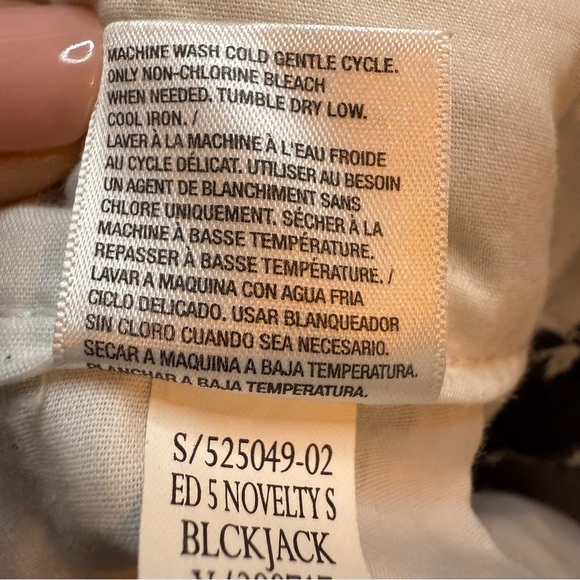 MACHINE WASH COLD GENTLE CYCLE.
ONLY NON-CHLORINE BLEACH
WHEN NEEDED. TUMBLE DRY LOW.
COOL IRON. /
LAVER À LA MACHINE À L'EAU FROIDE
AU CYCLE DÉLICAT. UTILISER AU BESOIN
UN AGENT DE BLANCHIMENT SANS
CHLORE UNIQUEMENT. SÉCHER À LA
MACHINE À BASSE TEMPÉRATURE.
REPASSER À BASSE TEMPÉRATURE. /
LAVAR A MAQUINA CON AGUA FRIA
CICLO DELICADO. USAR BLANQUEADOR
SIN CLORO CUANDO SEA NECESARIO.
SECAR A MAQUINA A BAJA TEMPERATURA.
PLANCHAR A BAJA TEMPERATURA.
S/525049-02
ED 5 NOVELTY S
BLCKJACK